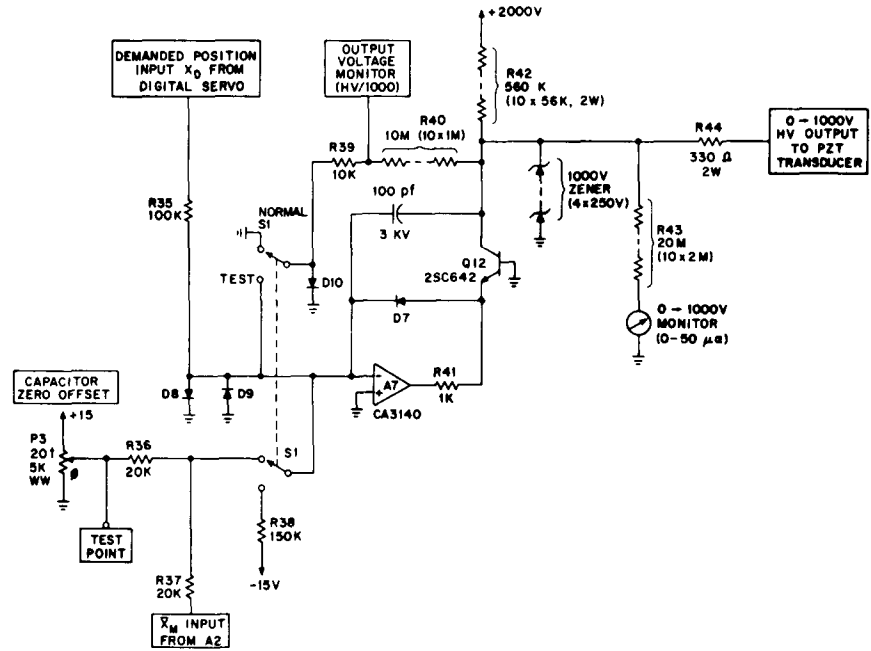 +2000V
DEMANDED POSITION
INPUT XD FROM
DIGITAL SERVO
OUTPUT
VOLTAGE
MONITOR
(HV/1000)
R42
560 K
(10 x 56K, 2W)
R40
10M (10x1M)
R39
10K
R44
330 Ω
2W
0 → 1000V
HV OUTPUT
TO PZT
TRANSDUCER
1000V
ZENER
(4x250V)
100 pf
3 KV
R35
100K
NORMAL
S1
TEST
D10
Q12
2SC642
R43
20M
(10x2M)
D7
0 → 1000V
MONITOR
(0-50 μa)
D8
D9
-
A7
+
CA3140
R41
1K
CAPACITOR
ZERO OFFSET
+15
P3
20T
5K
WW
R36
20K
S1
TEST
POINT
R38
150K
-15V
R37
20K
X̄M INPUT
FROM A2